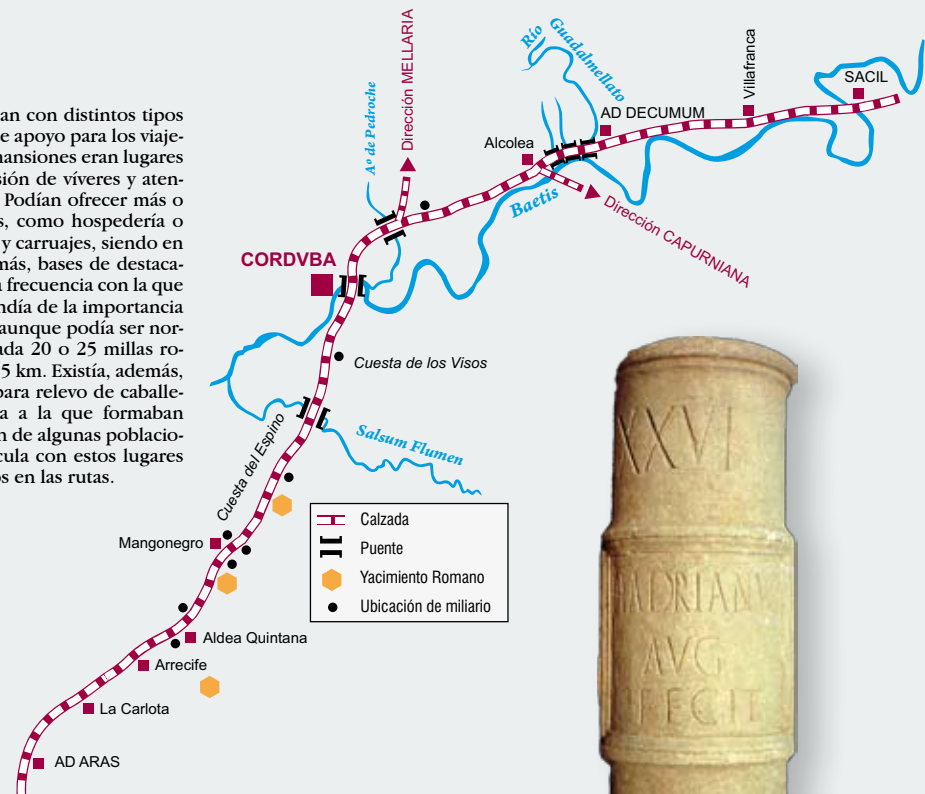 an con distintos tipos
e apoyo para los viaje-
mansiones eran lugares
sión de víveres y aten-
Podían ofrecer más o
s, como hospedería o
y carruajes, siendo en
más, bases de destaca-
a frecuencia con la que
ndía de la importancia
aunque podía ser nor-
ada 20 o 25 millas ro-
5 km. Existía, además,
para relevo de caballe-
a a la que formaban
n de algunas poblacio-
cula con estos lugares
os en las rutas.
Dirección MELLARIA
Aº de Pedroche
Río
Guadalmellato
Villafranca
SACIL
AD DECUMUM
Alcolea
Baetis
Dirección CAPURNIANA
CORDVBA
Cuesta de los Visos
Salsum Flumen
Cuesta del Espino
Mangonegro
Aldea Quintana
Arrecife
La Carlota
AD ARAS
Calzada
Puente
Yacimiento Romano
Ubicación de miliario
XXVI
HADRIANV
AVG
FECIT